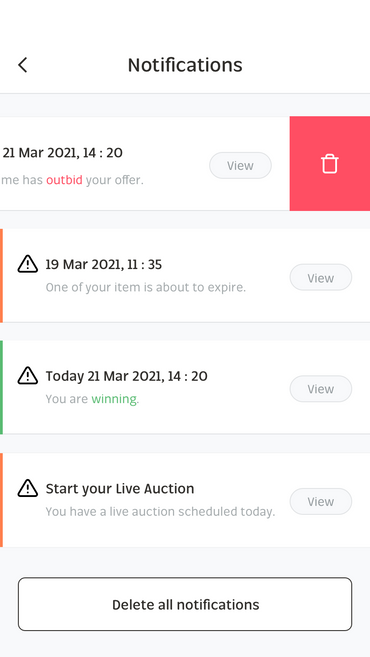 Notifications
21 Mar 2021, 14 : 20
me has outbid your offer.
View
19 Mar 2021, 11 : 35
One of your item is about to expire.
View
Today 21 Mar 2021, 14 : 20
You are winning.
View
Start your Live Auction
You have a live auction scheduled today.
View
Delete all notifications